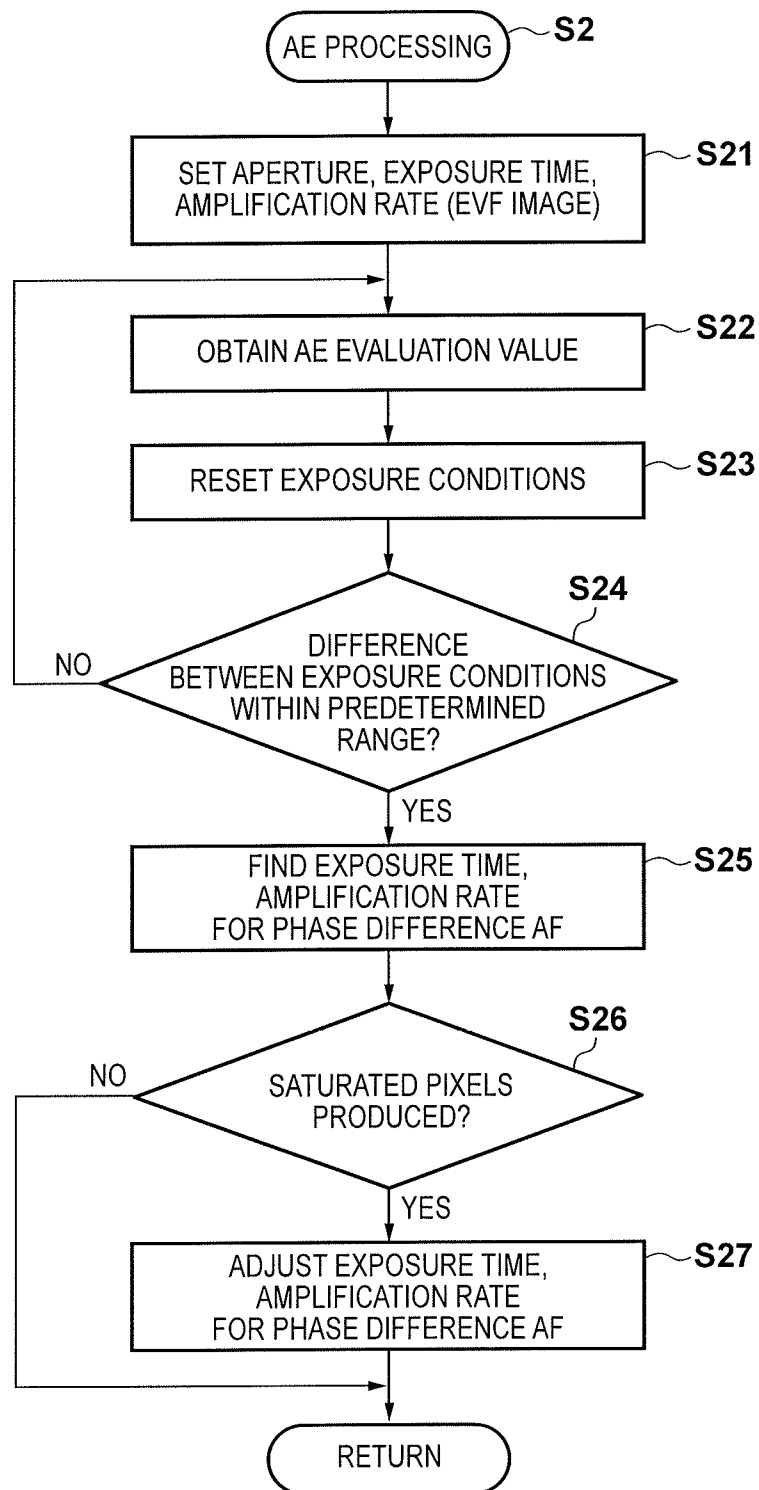 AE PROCESSING
S2
SET APERTURE, EXPOSURE TIME,
AMPLIFICATION RATE (EVF IMAGE)
S21
OBTAIN AE EVALUATION VALUE
S22
RESET EXPOSURE CONDITIONS
S23
S24
DIFFERENCE
BETWEEN EXPOSURE CONDITIONS
WITHIN PREDETERMINED
RANGE?
NO
YES
FIND EXPOSURE TIME,
AMPLIFICATION RATE
FOR PHASE DIFFERENCE AF
S25
S26
SATURATED PIXELS
PRODUCED?
NO
YES
ADJUST EXPOSURE TIME,
AMPLIFICATION RATE
FOR PHASE DIFFERENCE AF
S27
RETURN